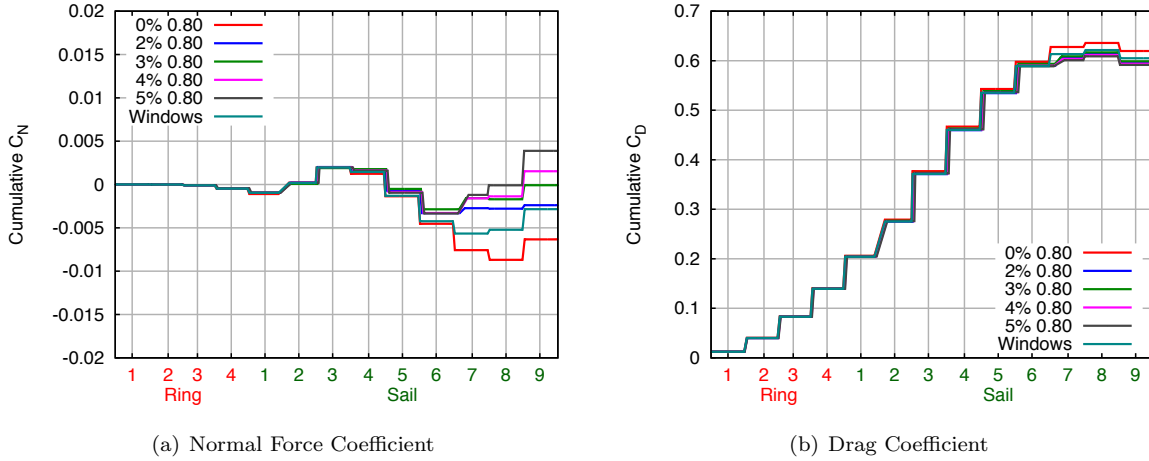 0% 0.80
2% 0.80
3% 0.80
4% 0.80
5% 0.80
Windows
0.02
0.015
0.01
0.005
0
-0.005
-0.01
-0.015
-0.02
Cumulative C_N
1 2 3 4 1 2 3 4 5 6 7 8 9
Ring Sail
(a) Normal Force Coefficient
0.7
0.6
0.5
0.4
0.3
0.2
0.1
0
Cumulative C_D
0% 0.80
2% 0.80
3% 0.80
4% 0.80
5% 0.80
Windows
1 2 3 4 1 2 3 4 5 6 7 8 9
Ring Sail
(b) Drag Coefficient